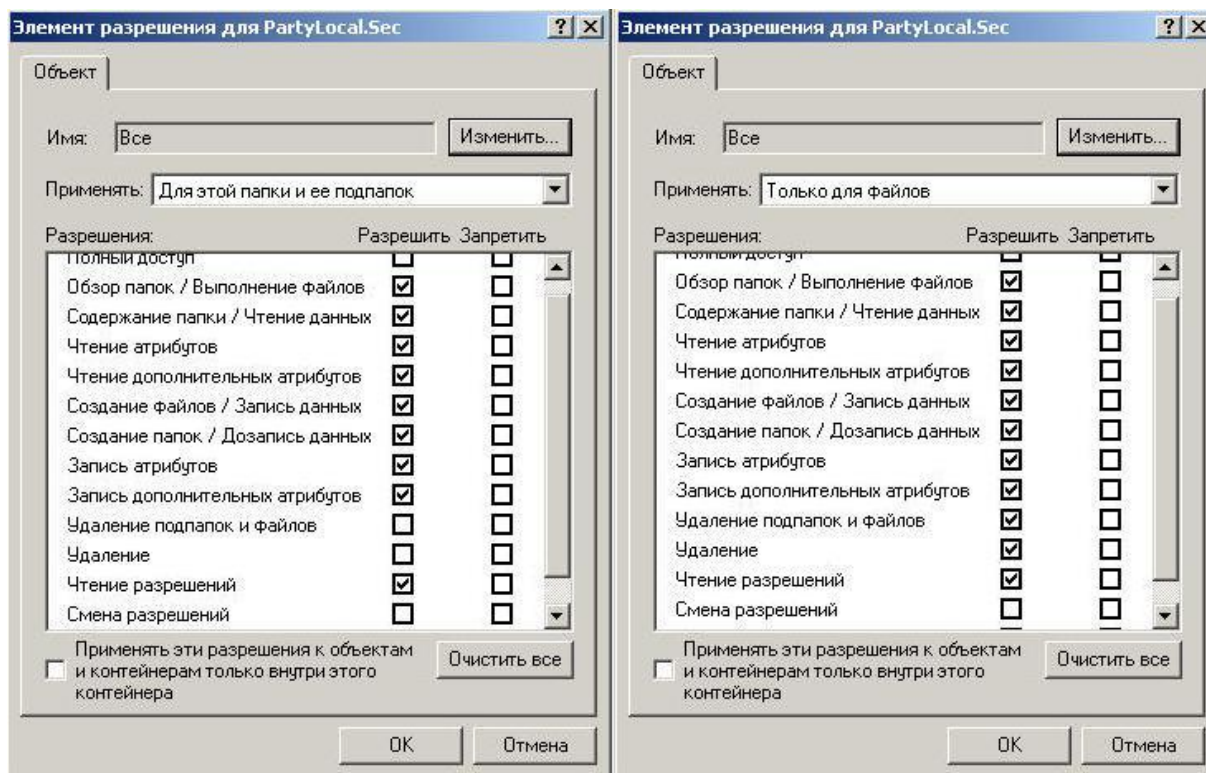 Элемент разрешения для PartyLocal.Sec
Объект
Имя: Все Изменить...
Применять: Для этой папки и ее подпапок
Разрешения: Разрешить Запретить
Полный доступ
Обзор папок / Выполнение файлов
Содержание папки / Чтение данных
Чтение атрибутов
Чтение дополнительных атрибутов
Создание файлов / Запись данных
Создание папок / Дозапись данных
Запись атрибутов
Запись дополнительных атрибутов
Удаление подпапок и файлов
Удаление
Чтение разрешений
Смена разрешений
Применять эти разрешения к объектам
и контейнерам только внутри этого
контейнера
Очистить все
OK Отмена
Элемент разрешения для PartyLocal.Sec
Объект
Имя: Все Изменить...
Применять: Только для файлов
Разрешения: Разрешить Запретить
Полный доступ
Обзор папок / Выполнение файлов
Содержание папки / Чтение данных
Чтение атрибутов
Чтение дополнительных атрибутов
Создание файлов / Запись данных
Создание папок / Дозапись данных
Запись атрибутов
Запись дополнительных атрибутов
Удаление подпапок и файлов
Удаление
Чтение разрешений
Смена разрешений
Применять эти разрешения к объектам
и контейнерам только внутри этого
контейнера
Очистить все
OK Отмена